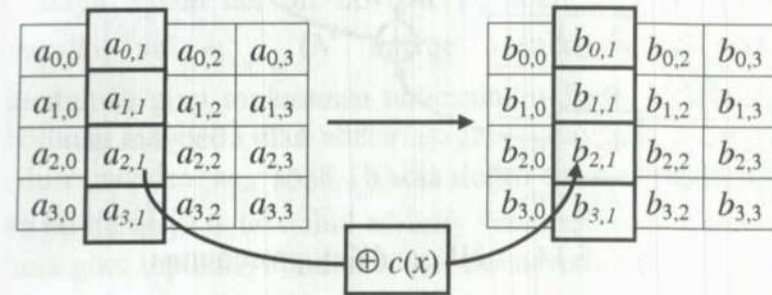 a0,0 a0,1 a0,2 a0,3 b0,0 b0,1 b0,2 b0,3
a1,0 a1,1 a1,2 a1,3 b1,0 b1,1 b1,2 b1,3
a2,0 a2,1 a2,2 a2,3 b2,0 b2,1 b2,2 b2,3
a3,0 a3,1 a3,2 a3,3 b3,0 b3,1 b3,2 b3,3
⊕ c(x)